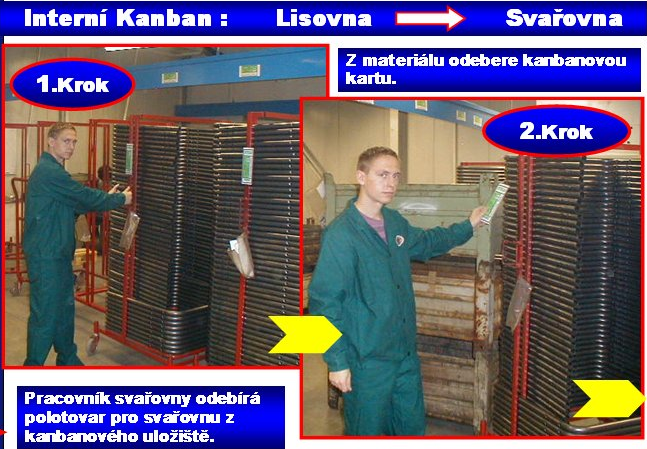 Interní Kanban : Lisovna Svařovna
1.Krok
Z materiálu odebere kanbanovou
kartu.
2.Krok
Pracovník svařovny odebírá
polotovar pro svařovnu z
kanbanového uložiště.